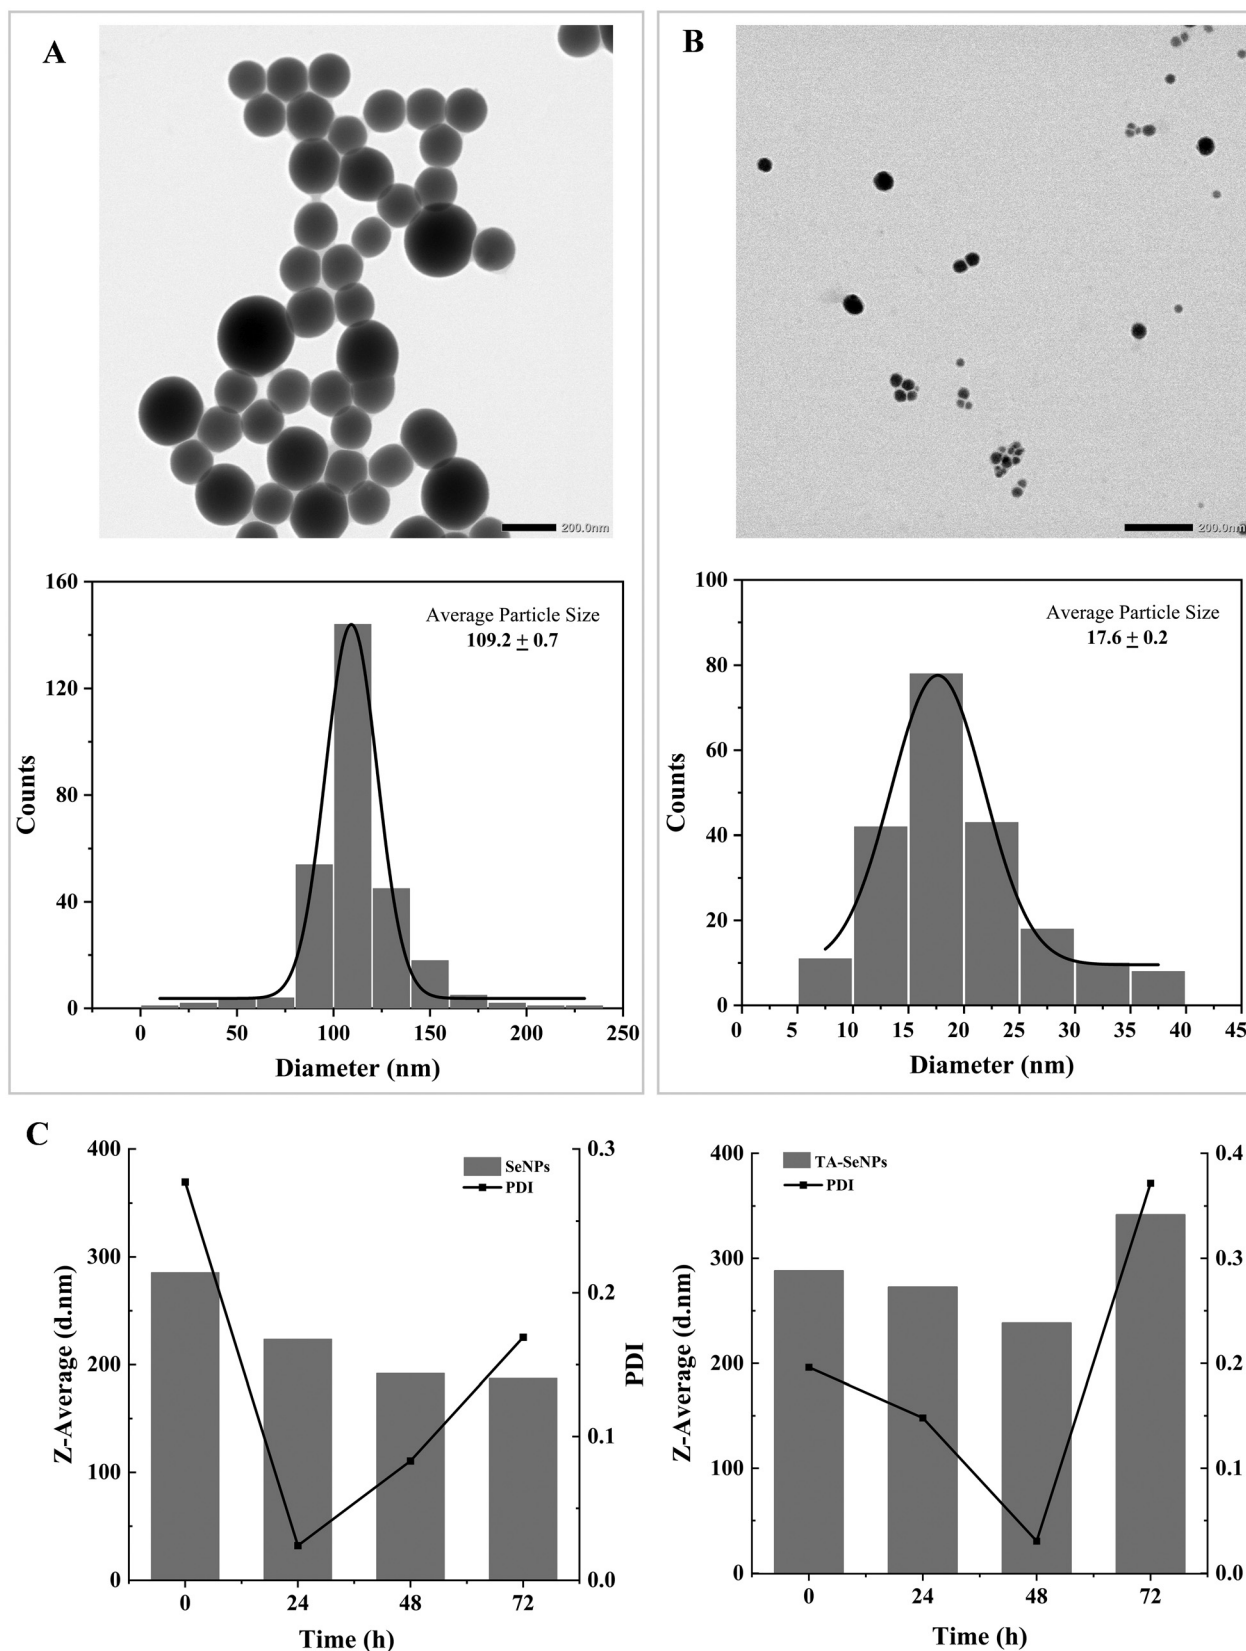 A
200.0nm
160
120
80
40
0
Counts
Average Particle Size
109.2 ± 0.7
0
50
100
150
200
250
Diameter (nm)
B
200.0nm
100
80
60
40
20
0
Counts
Average Particle Size
17.6 ± 0.2
0
5
10
15
20
25
30
35
40
45
Diameter (nm)
C
400
300
200
100
0
Z-Average (d.nm)
SeNPs
PDI
0.3
0.2
0.1
0.0
PDI
0
24
48
72
Time (h)
400
350
300
250
200
150
100
50
0
Z-Average (d.nm)
TA-SeNPs
PDI
0.4
0.3
0.2
0.1
0.0
0
24
48
72
Time (h)